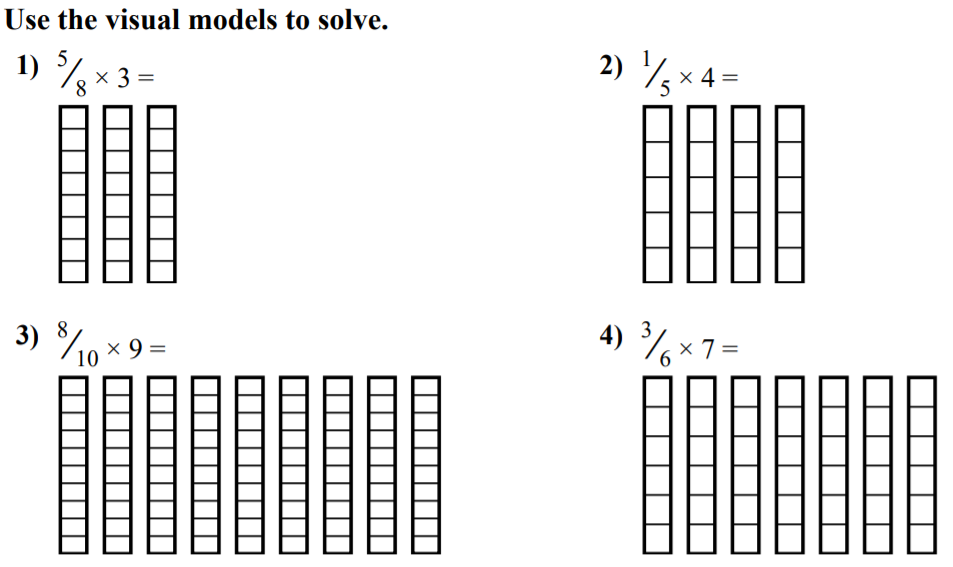 Use the visual models to solve.
1) 5/8 × 3 =
2) 1/5 × 4 =
3) 8/10 × 9 =
4) 3/6 × 7 =